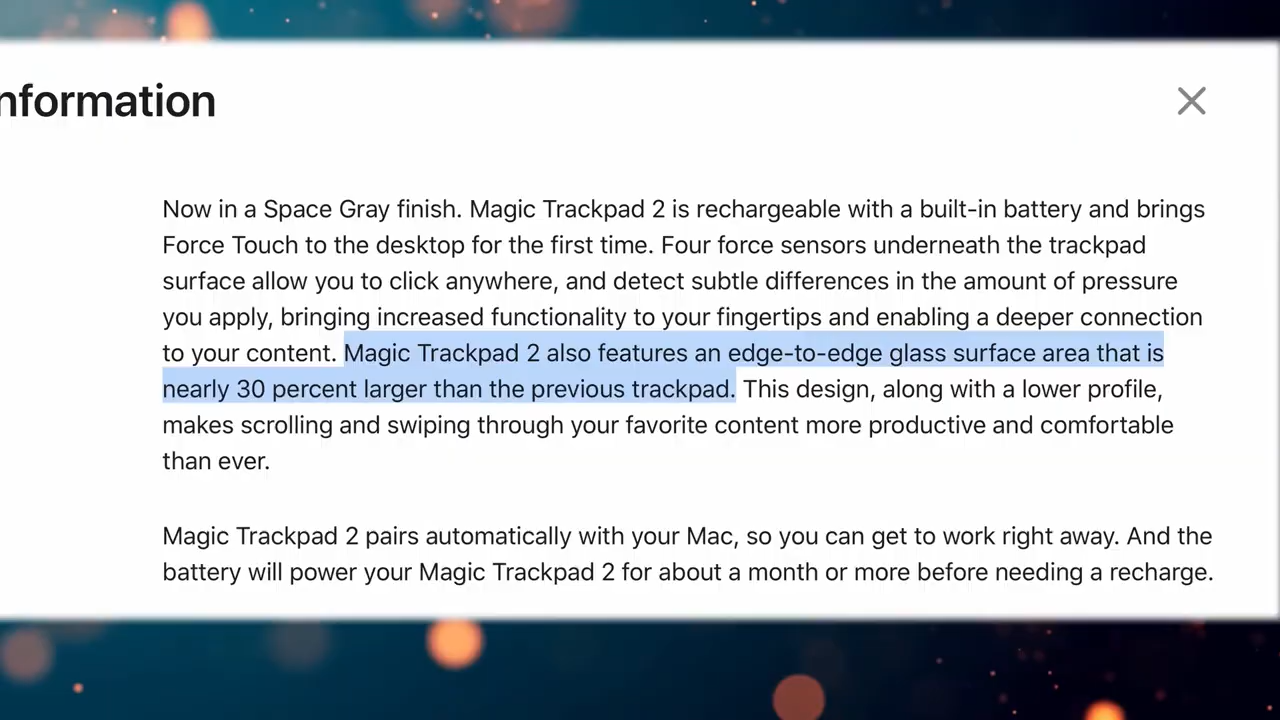 nformation
Now in a Space Gray finish. Magic Trackpad 2 is rechargeable with a built-in battery and brings
Force Touch to the desktop for the first time. Four force sensors underneath the trackpad
surface allow you to click anywhere, and detect subtle differences in the amount of pressure
you apply, bringing increased functionality to your fingertips and enabling a deeper connection
to your content. Magic Trackpad 2 also features an edge-to-edge glass surface area that is
nearly 30 percent larger than the previous trackpad. This design, along with a lower profile,
makes scrolling and swiping through your favorite content more productive and comfortable
than ever.
Magic Trackpad 2 pairs automatically with your Mac, so you can get to work right away. And the
battery will power your Magic Trackpad 2 for about a month or more before needing a recharge.